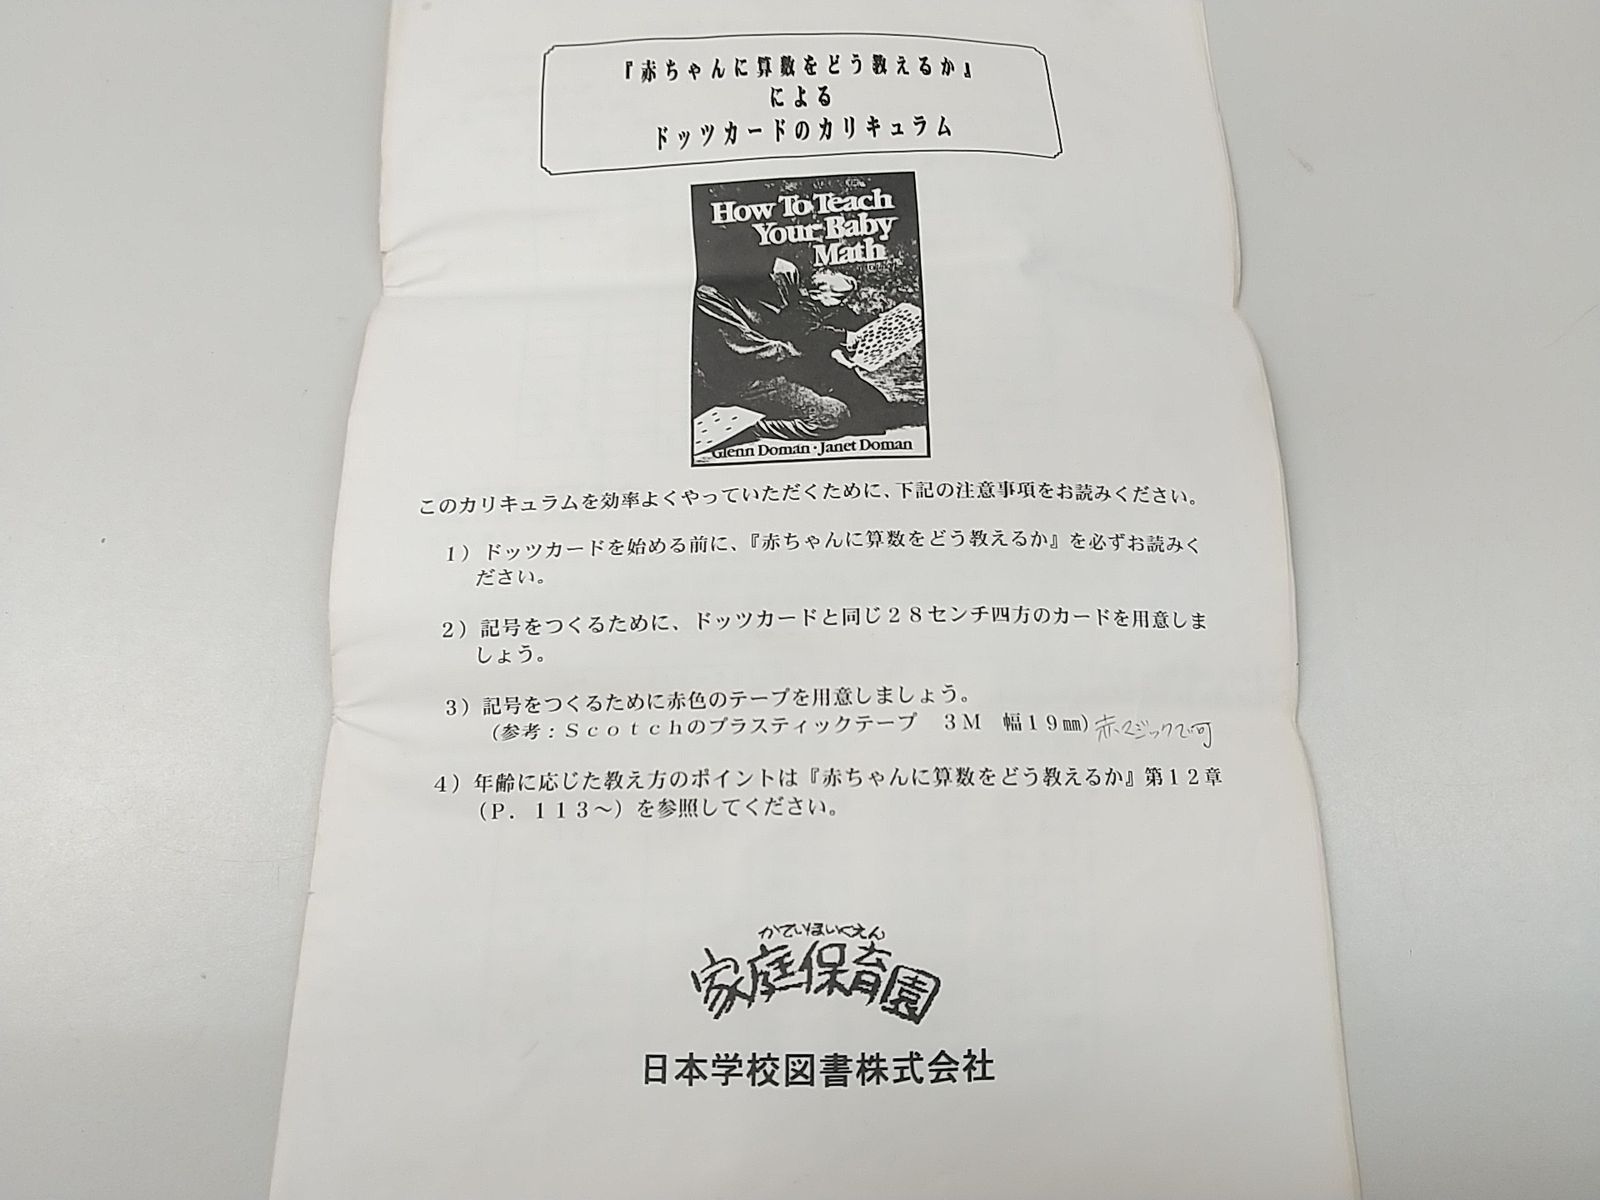 『赤ちゃんに算数をどう教えるか』
による
ドッツカードのカリキュラム
How To Teach
Your Baby
Math
Glenn Doman・Janet Doman
このカリキュラムを効率よくやっていただくために、下記の注意事項をお読みください。
１）ドッツカードを始める前に、『赤ちゃんに算数をどう教えるか』を必ずお読みく
ださい。
２）記号をつくるために、ドッツカードと同じ２８センチ四方のカードを用意しま
しょう。
３）記号をつくるために赤色のテープを用意しましょう。
（参考：Ｓｃｏｔｃｈのプラスティックテープ　３Ｍ　幅１９㎜）赤マジックで可
４）年齢に応じた教え方のポイントは『赤ちゃんに算数をどう教えるか』第１２章
（Ｐ．１１３～）を参照してください。
かていほいくえん
家庭保育園
日本学校図書株式会社